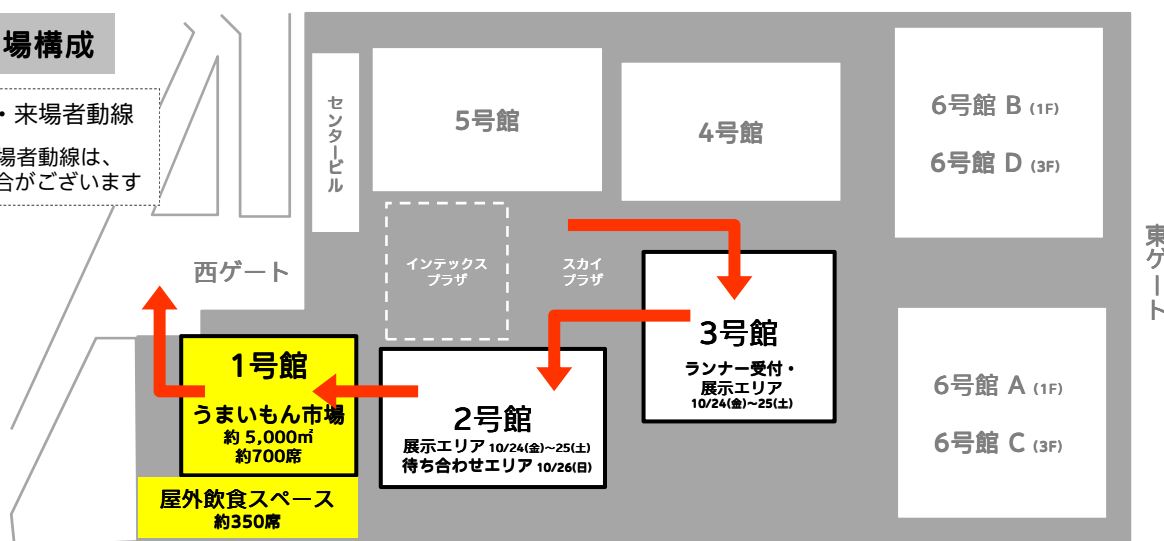 場構成
・来場者動線
場者動線は、
合がございます
センタービル
5号館
4号館
6号館 B (1F)
6号館 D (3F)
東ゲート
西ゲート
インテックス
プラザ
スカイ
プラザ
3号館
ランナー受付・
展示エリア
10/24(金)~25(土)
1号館
うまいもん市場
約 5,000㎡
約700席
2号館
展示エリア 10/24(金)~25(土)
待ち合わせエリア 10/26(日)
6号館 A (1F)
6号館 C (3F)
屋外飲食スペース
約350席